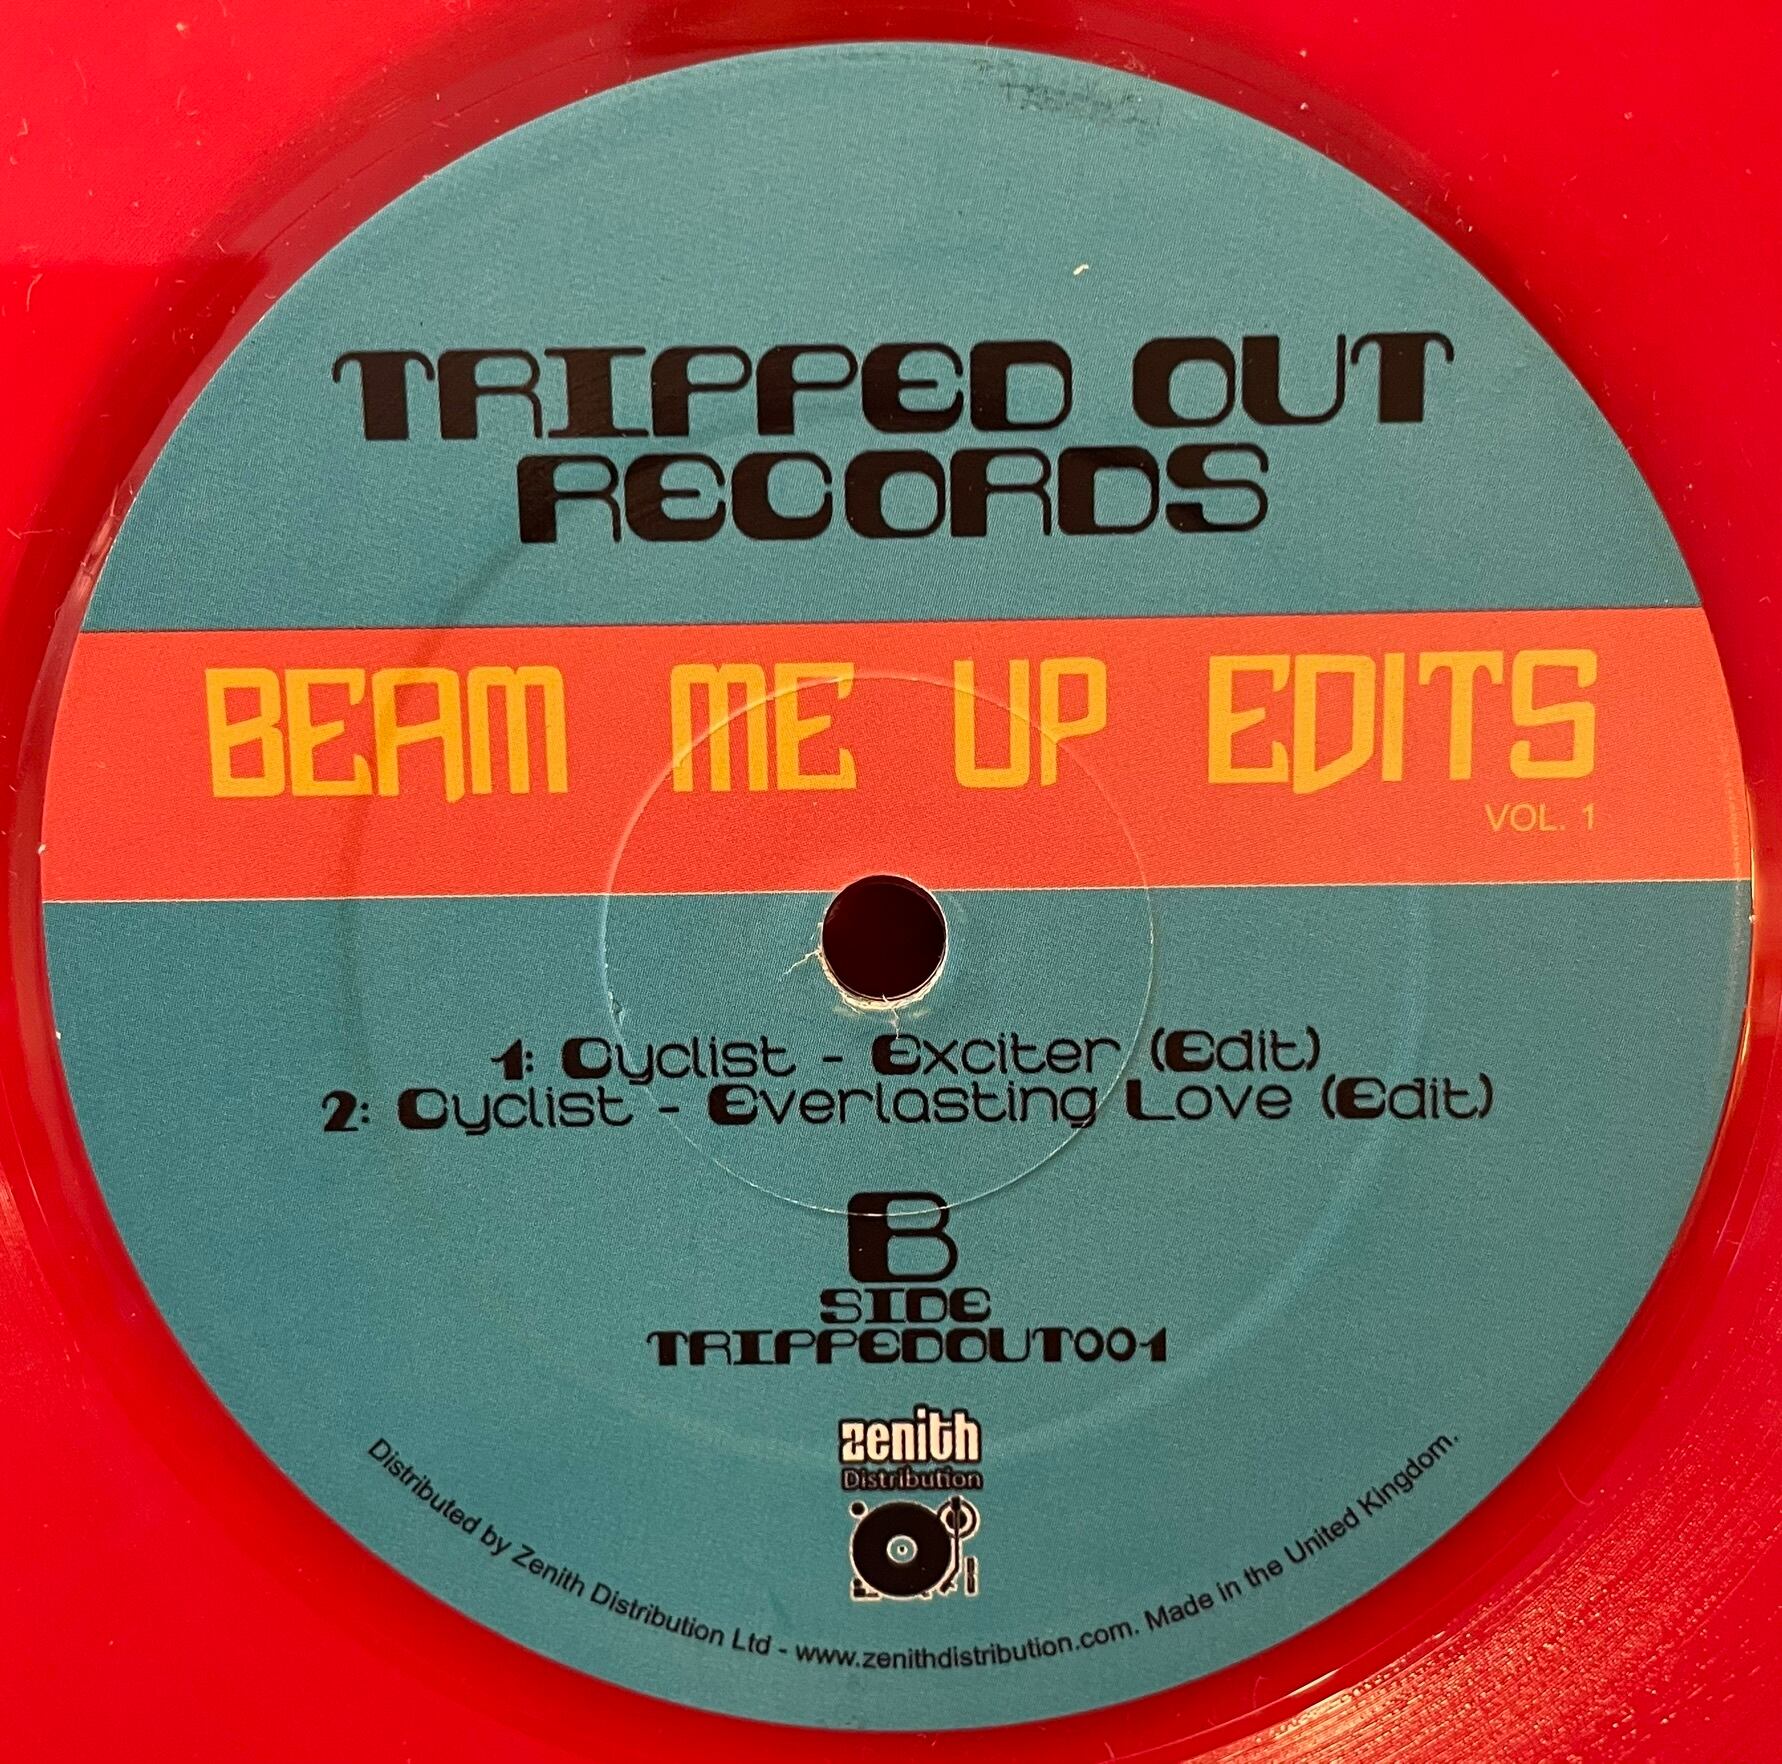 TRIPPED OUT
RECORDS
BEAM ME UP EDITS
VOL. 1
1: Cyclist - Exciter (Edit)
2: Cyclist - Everlasting Love (Edit)
B
SIDE
TRIPPEDOUT001
zenith
Distribution
Distributed by Zenith Distribution Ltd - www.zenithdistribution.com. Made in the United Kingdom.